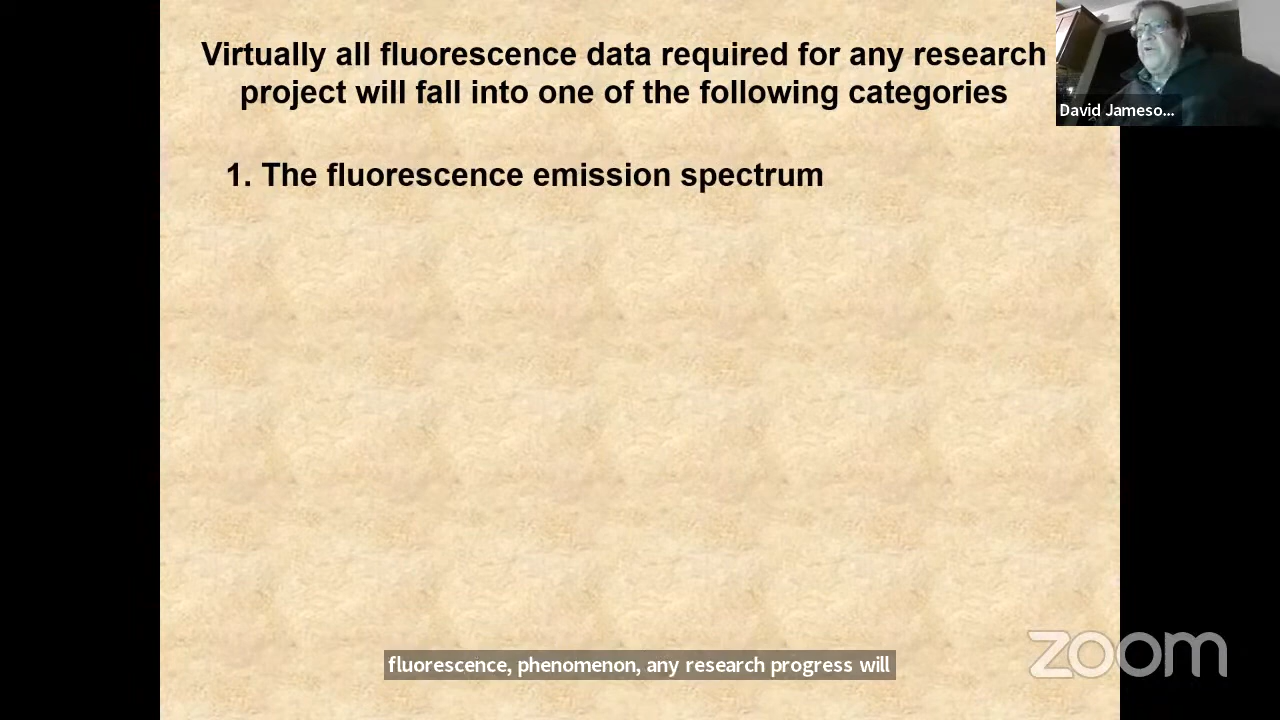 Virtually all fluorescence data required for any research
project will fall into one of the following categories
David Jameso...
1. The fluorescence emission spectrum
fluorescence, phenomenon, any research progress will
zoom